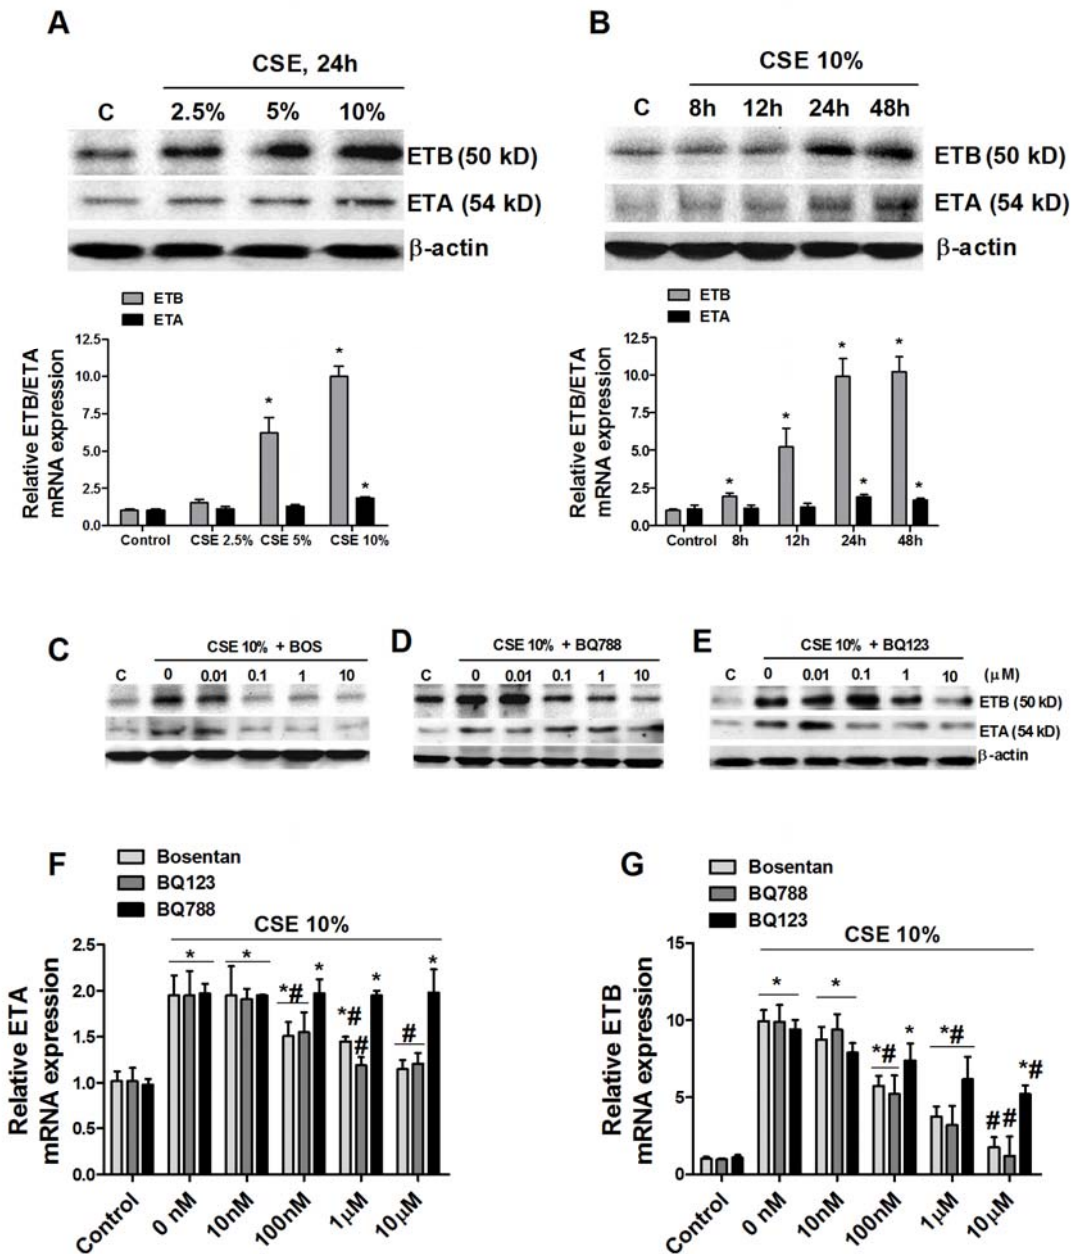 A
CSE, 24h
C 2.5% 5% 10%
ETB (50 kD)
ETA (54 kD)
β-actin
ETB
ETA
Relative ETB/ETA
mRNA expression
12.5
10.0
7.5
5.0
2.5
0.0
* * *
Control CSE 2.5% CSE 5% CSE 10%
B
CSE 10%
C 8h 12h 24h 48h
ETB (50 kD)
ETA (54 kD)
β-actin
ETB
ETA
Relative ETB/ETA
mRNA expression
12.5
10.0
7.5
5.0
2.5
0.0
* * * * * *
Control 8h 12h 24h 48h
C
CSE 10% + BOS
C 0 0.01 0.1 1 10
D
CSE 10% + BQ788
C 0 0.01 0.1 1 10
E
CSE 10% + BQ123
C 0 0.01 0.1 1 10 (μM)
ETB (50 kD)
ETA (54 kD)
β-actin
F
Bosentan
BQ123
BQ788
CSE 10%
Relative ETA
mRNA expression
2.5
2.0
1.5
1.0
0.5
0.0
* * *# * *# # * # *
Control 0 nM 10nM 100nM 1μM 10μM
G
Bosentan
BQ788
BQ123
CSE 10%
Relative ETB
mRNA expression
15
10
5
0
* * *# * *# # # *#
Control 0 nM 10nM 100nM 1μM 10μM